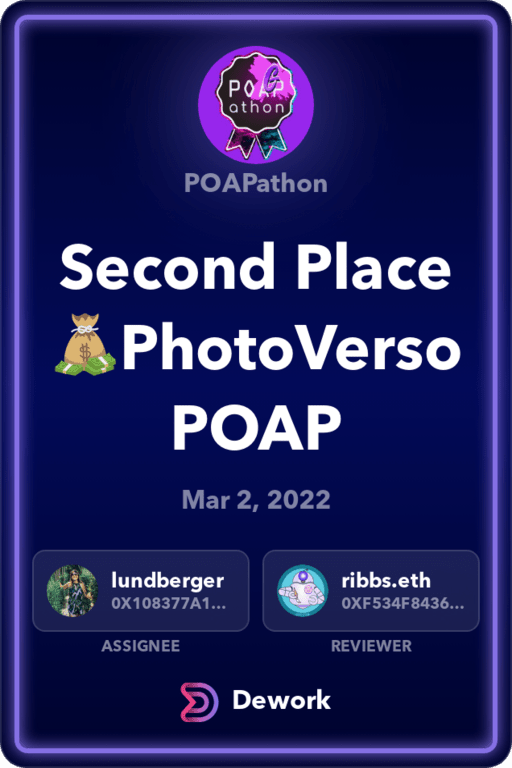 POAP
athon
POAPathon
Second Place
💰PhotoVerso
POAP
Mar 2, 2022
lundberger
0X108377A1...
ribbs.eth
0XF534F8436...
ASSIGNEE
REVIEWER
Dework